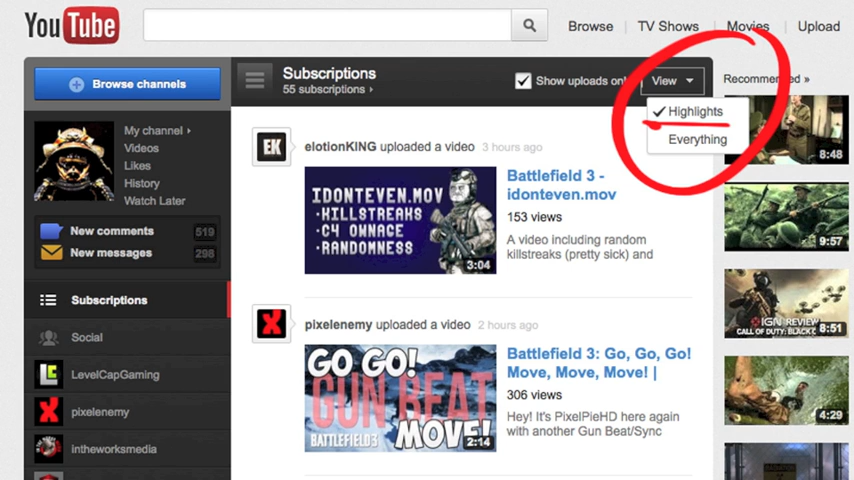 YouTube
Browse
TV Shows
Movies
Upload
Browse channels
My channel
Videos
Likes
History
Watch Later
New comments 519
New messages 298
Subscriptions
Social
LevelCapGaming
pixelenemy
intheworksmedia
Subscriptions
55 subscriptions
Show uploads onl
View
Highlights
Everything
EK
elotionKING uploaded a video 3 hours ago
IDONTEVEN.MOV
·KILLSTREAKS
·C4 OWNAGE
·RANDOMNESS
3:04
Battlefield 3 -
idonteven.mov
153 views
A video including random
killstreaks (pretty sick) and
pixelenemy uploaded a video 2 hours ago
GO GO!
GUN BEAT
BATTLEFIELD3
MOVE!
2:14
Battlefield 3: Go, Go, Go!
Move, Move, Move! |
306 views
Hey! It's PixelPieHD here again
with another Gun Beat/Sync
Recommended »
8:48
9:57
IGN REVIEW
CALL OF DUTY: BLACK
8:51
4:29